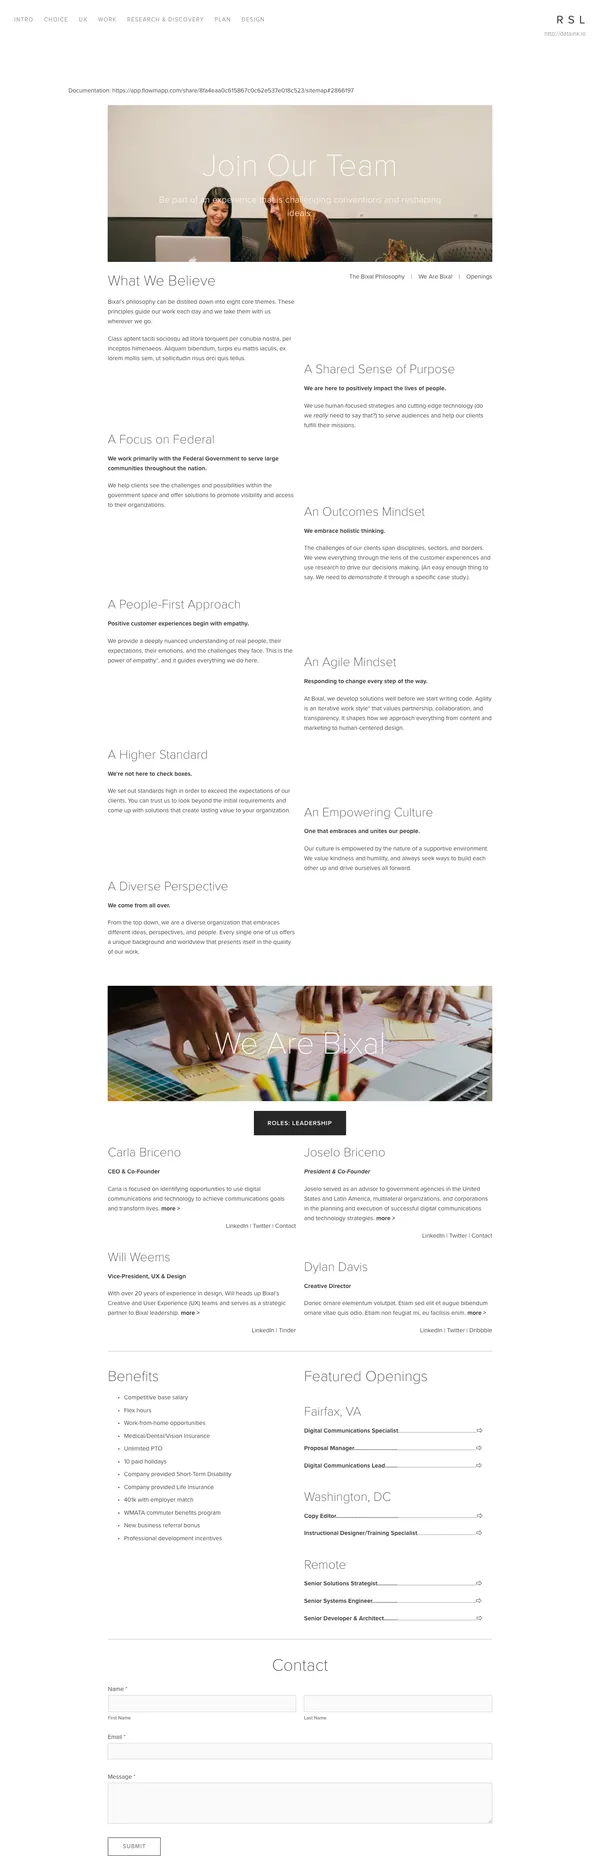 INTRO CHOICE UX WORK RESEARCH & DISCOVERY PLAN DESIGN
RSL
http://datainx.io
Documentation: https://app.flowmapp.com/share/81a4eaa0c615867c0c62e537e018c523/sitemap#2866197
Join Our Team
Be part of an experience that is challenging conventions and reshaping
ideals.
The Bixal Philosophy | We Are Bixal | Openings
What We Believe
Bixal's philosophy can be distilled down into eight core themes. These
principles guide our work each day and we take them with us
wherever we go.
Class aptent taciti sociosqu ad litora torquent per conubia nostra, per
inceptos himenaeos. Aliquam bibendum, turpis eu mattis iaculis, ex
lorem mollis sem, ut sollicitudin risus orci quis tellus.
A Shared Sense of Purpose
We are here to positively impact the lives of people.
We use human-focused strategies and cutting-edge technology (do
we really need to say that?) to serve audiences and help our clients
fulfill their missions.
A Focus on Federal
We work primarily with the Federal Government to serve large
communities throughout the nation.
We help clients see the challenges and possibilities within the
government space and offer solutions to promote visibility and access
to their organizations.
An Outcomes Mindset
We embrace holistic thinking.
The challenges of our clients span disciplines, sectors, and borders.
We view everything through the lens of the customer experiences and
use research to drive our decisions making. (An easy enough thing to
say. We need to demonstrate it through a specific case study.)
A People-First Approach
Positive customer experiences begin with empathy.
We provide a deeply nuanced understanding of real people, their
expectations, their emotions, and the challenges they face. This is the
power of empathy", and it guides everything we do here.
An Agile Mindset
Responding to change every step of the way.
At Bixal, we develop solutions well before we start writing code. Agility
is an iterative work style" that values partnership, collaboration, and
transparency. It shapes how we approach everything from content and
marketing to human-centered design.
A Higher Standard
We're not here to check boxes.
We set out standards high in order to exceed the expectations of our
clients. You can trust us to look beyond the initial requirements and
come up with solutions that create lasting value to your organization.
An Empowering Culture
One that embraces and unites our people.
Our culture is empowered by the nature of a supportive environment.
We value kindness and humility, and always seek ways to build each
other up and drive ourselves all forward.
A Diverse Perspective
We come from all over.
From the top down, we are a diverse organization that embraces
different ideas, perspectives, and people. Every single one of us offers
a unique background and worldview that presents itself in the quality
of our work.
We Are Bixal
ROLES: LEADERSHIP
Carla Briceno
CEO & Co-Founder
Carla is focused on identifying opportunities to use digital
communications and technology to achieve communications goals
and transform lives. more >
LinkedIn | Twitter | Contact
Joselo Briceno
President & Co-Founder
Joselo served as an advisor to government agencies in the United
States and Latin America, multilateral organizations, and corporations
in the planning and execution of successful digital communications
and technology strategies. more >
LinkedIn | Twitter | Contact
Will Weems
Vice-President, UX & Design
With over 20 years of experience in design, Will heads up Bixal's
Creative and User Experience (UX) teams and serves as a strategic
partner to Bixal leadership. more >
LinkedIn | Tinder
Dylan Davis
Creative Director
Donec ornare elementum volutpat. Etiam sed elit et augue bibendum
ornare vitae quis odio. Etiam non feugiat mi, eu facilisis enim. more >
LinkedIn | Twitter | Dribbble
Benefits
• Competitive base salary
• Flex hours
• Work-from-home opportunities
• Medical/Dental/Vision Insurance
• Unlimited PTO
• 10 paid holidays
• Company provided Short-Term Disability
• Company provided Life Insurance
• 401k with employer match
• WMATA commuter benefits program
• New business referral bonus
• Professional development incentives
Featured Openings
Fairfax, VA
Digital Communications Specialist
Proposal Manager
Digital Communications Lead
Washington, DC
Copy Editor
Instructional Designer/Training Specialist
Remote
Senior Solutions Strategist
Senior Systems Engineer
Senior Developer & Architect
Contact
Name *
First Name Last Name
Email *
Message *
SUBMIT